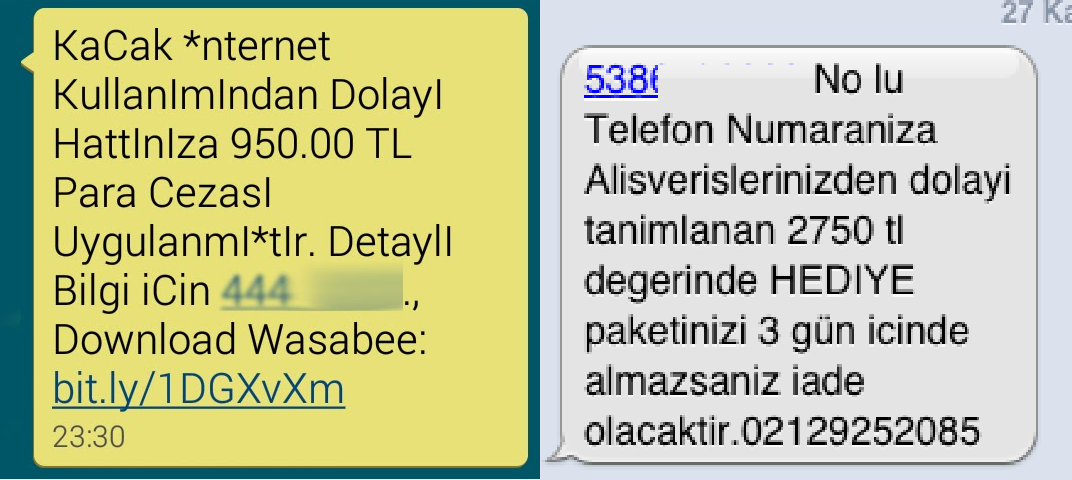 KaCak *nternet
KullanImIndan DolayI
HattInIza 950.00 TL
Para CezasI
UygulanmI*tIr. DetaylI
Bilgi iCin 444 .,
Download Wasabee:
bit.ly/1DGXvXm
23:30
27 Ka
538 No lu
Telefon Numaraniza
Alisverislerinizden dolayi
tanimlanan 2750 tl
degerinde HEDIYE
paketinizi 3 gün icinde
almazsaniz iade
olacaktir.02129252085